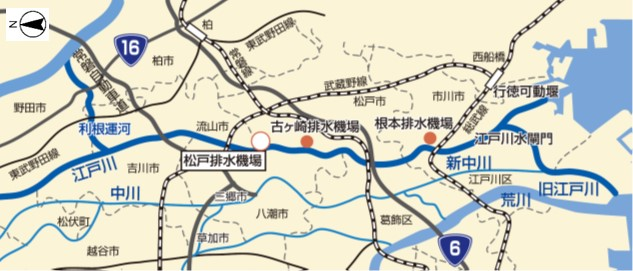 N
16
柏
柏市
常磐線
東武野田線
常磐自動車道
野田市
利根運河
流山市
武蔵野線
松戸市
市川市
西船橋
総武線
行徳可動堰
古ヶ崎排水機場
根本排水機場
江戸川水閘門
松戸排水機場
東武野田線
江戸川
吉川市
中川
新中川
江戸川区
旧江戸川
荒川
三郷市
八潮市
葛飾区
松伏町
草加市
越谷市
6